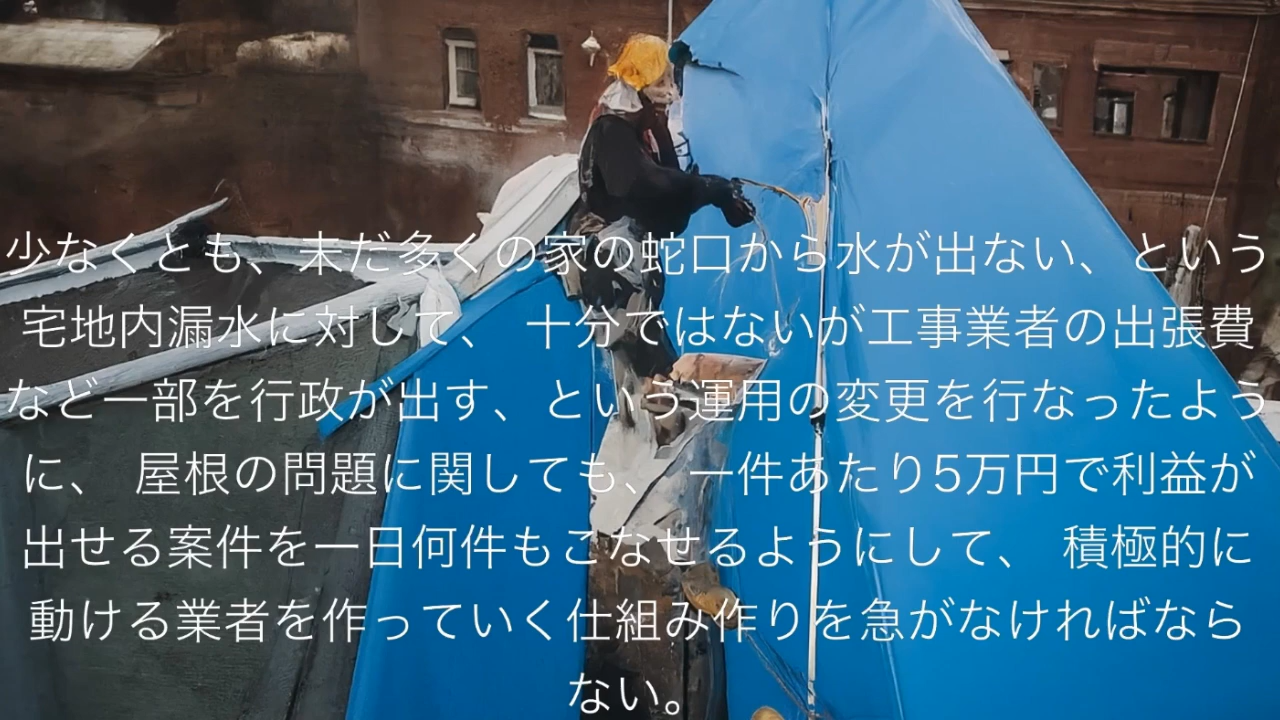 少なくとも、未だ多くの家の蛇口から水が出ない、という
宅地内漏水に対して、 十分ではないが工事業者の出張費
など一部を行政が出す、という運用の変更を行なったよう
に、 屋根の問題に関しても、 一件あたり5万円で利益が
出せる案件を一日何件もこなせるようにして、 積極的に
動ける業者を作っていく仕組み作りを急がなければなら
ない。